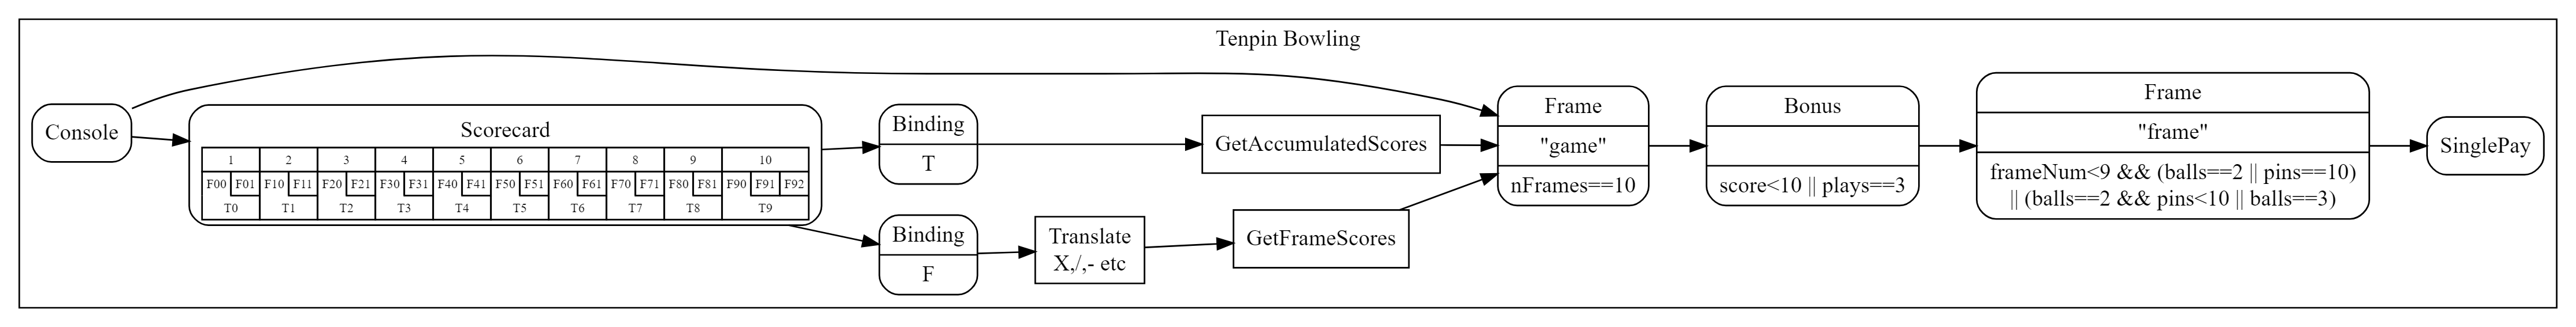 Tenpin Bowling
Console
Scorecard
1 2 3 4 5 6 7 8 9 10
F00 F01 F10 F11 F20 F21 F30 F31 F40 F41 F50 F51 F60 F61 F70 F71 F80 F81 F90 F91 F92
T0 T1 T2 T3 T4 T5 T6 T7 T8 T9
Binding
T
Binding
F
Translate
X,/,- etc
GetAccumulatedScores
GetFrameScores
Frame
"game"
nFrames==10
Bonus
score<10 || plays==3
Frame
"frame"
frameNum<9 && (balls==2 || pins==10)
|| (balls==2 && pins<10 || balls==3)
SinglePay